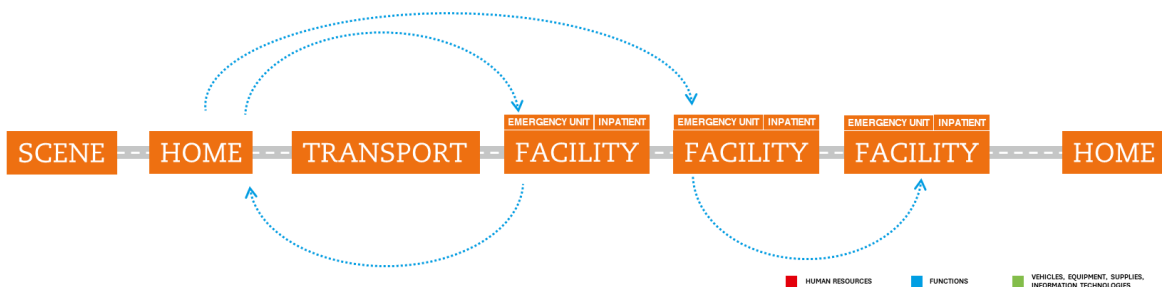 EMERGENCY UNIT INPATIENT
EMERGENCY UNIT INPATIENT
EMERGENCY UNIT INPATIENT
SCENE
HOME
TRANSPORT
FACILITY
FACILITY
FACILITY
HOME
HUMAN RESOURCES
FUNCTIONS
VEHICLES, EQUIPMENT, SUPPLIES,
INFORMATION TECHNOLOGIES